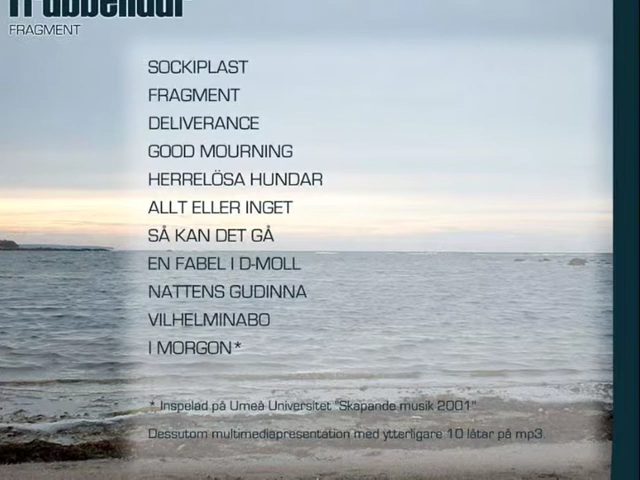 FRAGMENT
SOCKIPLAST
FRAGMENT
DELIVERANCE
GOOD MOURNING
HERRELÖSA HUNDAR
ALLT ELLER INGET
SÅ KAN DET GÅ
EN FABEL I D-MOLL
NATTENS GUDINNA
VILHELMINABO
I MORGON*
* Inspelad på Umeå Universitet "Skapande musik 2001"
Dessutom multimediapresentation med ytterligare 10 låtar på mp3.